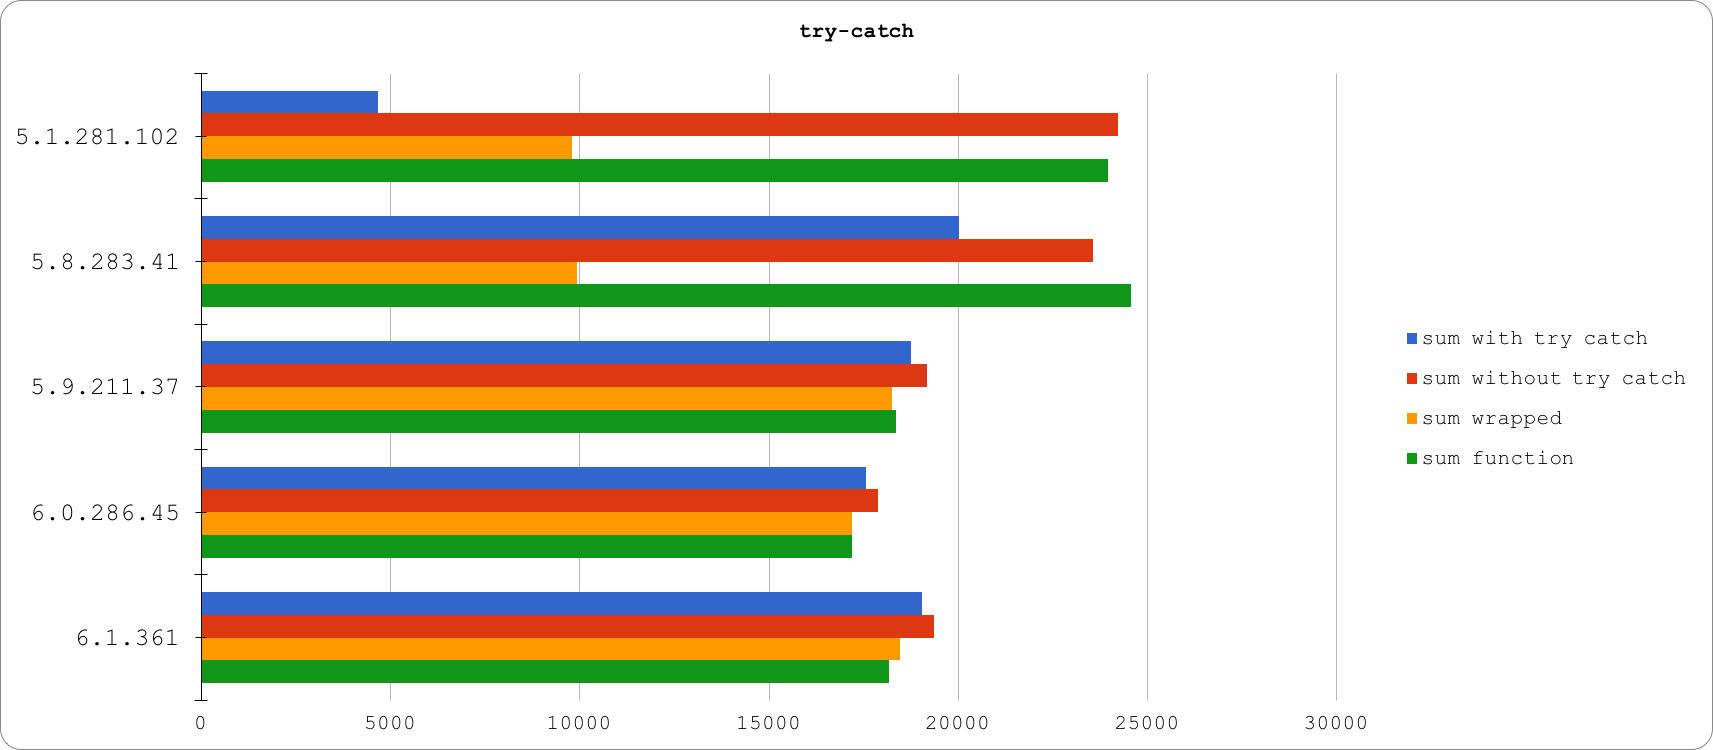 try-catch
5.1.281.102
5.8.283.41
5.9.211.37
6.0.286.45
6.1.361
0 5000 10000 15000 20000 25000 30000
sum with try catch
sum without try catch
sum wrapped
sum function